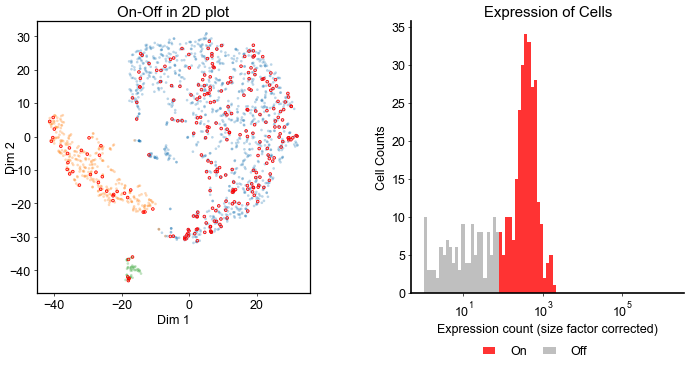 On-Off in 2D plot
Dim 2
30
20
10
0
−10
−20
−30
−40
−40
−20
0
20
Dim 1
Expression of Cells
Cell Counts
35
30
25
20
15
10
5
0
10^1
10^3
10^5
Expression count (size factor corrected)
On
Off